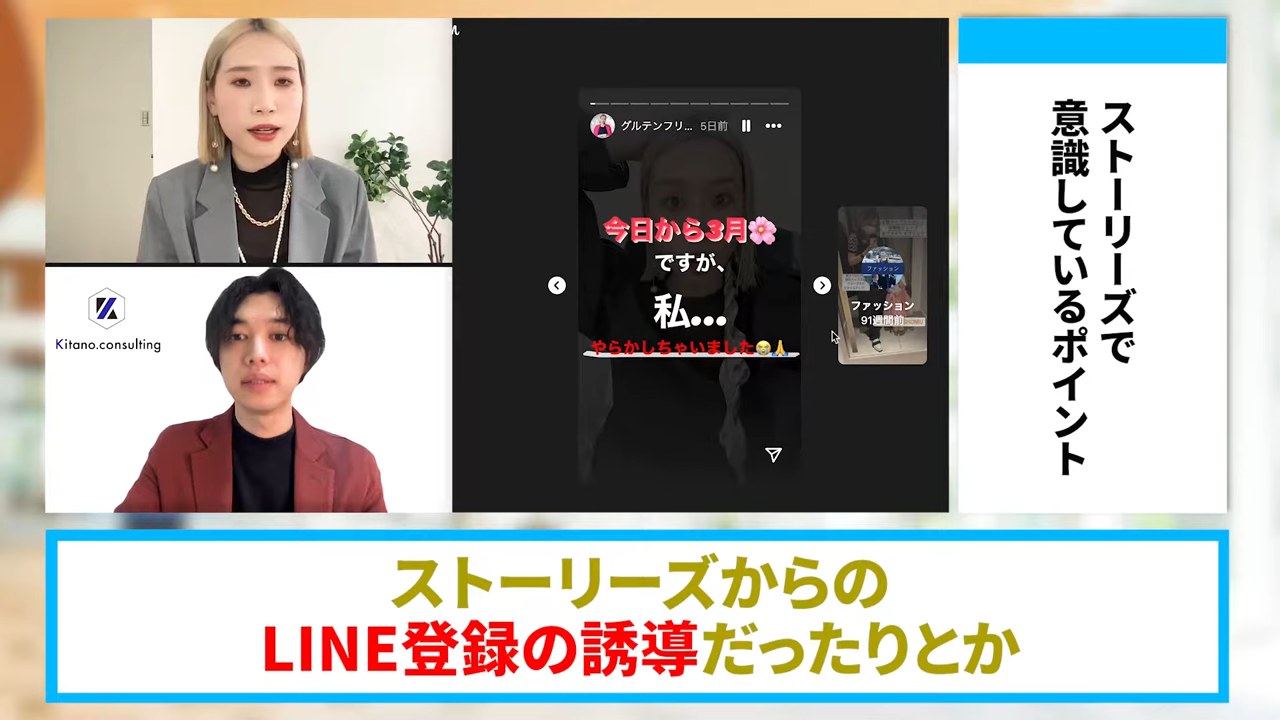 Kitano.consulting
グルテンフリ... 5日前
今日から3月🌸
ですが、
私...
やらかしちゃいました😭🙏
ファッション
ファッション
91週間前
ストーリーズで
意識しているポイント
ストーリーズからの
LINE登録の誘導だったりとか